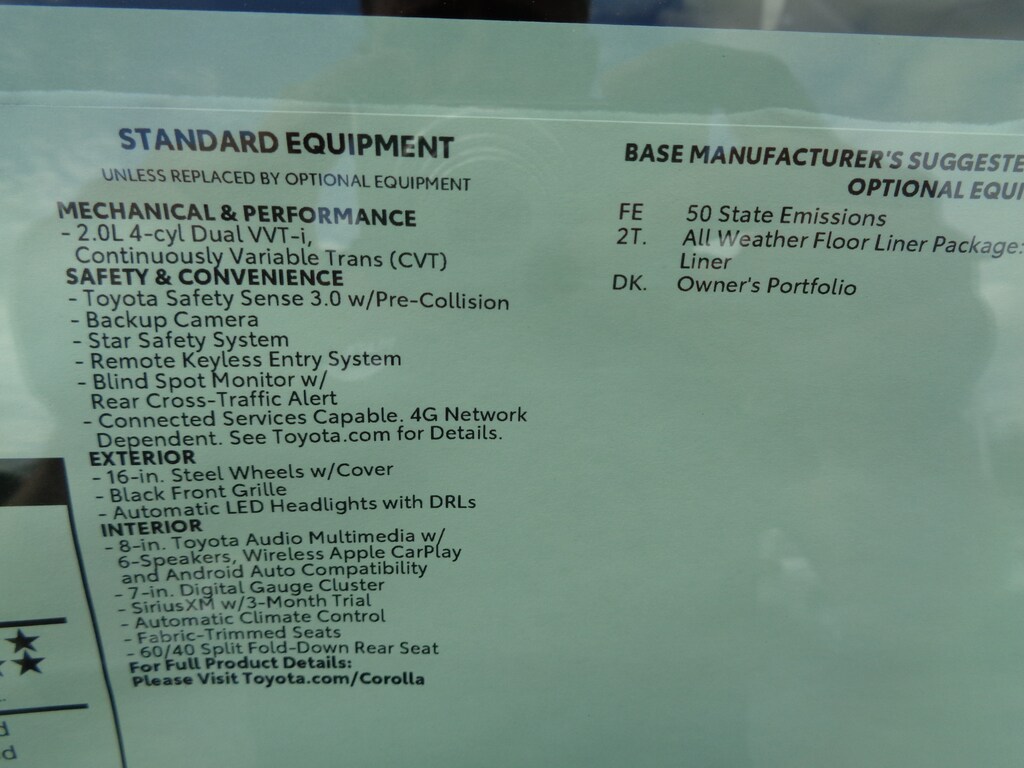 STANDARD EQUIPMENT
UNLESS REPLACED BY OPTIONAL EQUIPMENT
MECHANICAL & PERFORMANCE
- 2.0L 4-cyl Dual VVT-i,
Continuously Variable Trans (CVT)
SAFETY & CONVENIENCE
- Toyota Safety Sense 3.0 w/Pre-Collision
- Backup Camera
- Star Safety System
- Remote Keyless Entry System
- Blind Spot Monitor w/
Rear Cross-Traffic Alert
- Connected Services Capable. 4G Network
Dependent. See Toyota.com for Details.
EXTERIOR
- 16-in. Steel Wheels w/Cover
- Black Front Grille
- Automatic LED Headlights with DRLs
INTERIOR
- 8-in. Toyota Audio Multimedia w/
6-Speakers, Wireless Apple CarPlay
and Android Auto Compatibility
- 7-in. Digital Gauge Cluster
- SiriusXM w/3-Month Trial
- Automatic Climate Control
- Fabric-Trimmed Seats
- 60/40 Split Fold-Down Rear Seat
For Full Product Details:
Please Visit Toyota.com/Corolla
BASE MANUFACTURER'S SUGGESTE
OPTIONAL EQUI
FE 50 State Emissions
2T. All Weather Floor Liner Package:
Liner
DK. Owner's Portfolio